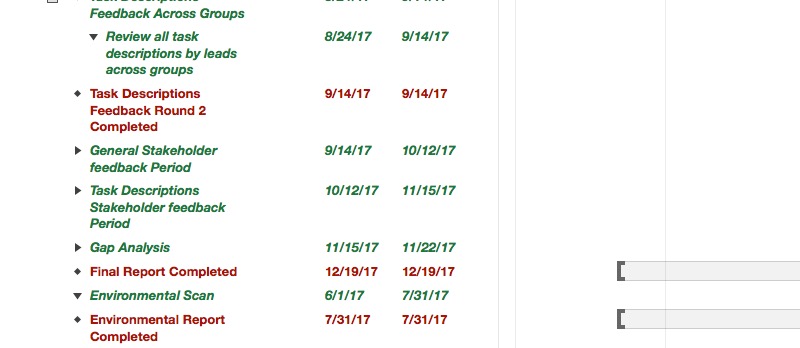 Feedback Across Groups
Review all task 8/24/17 9/14/17
descriptions by leads
across groups
Task Descriptions 9/14/17 9/14/17
Feedback Round 2
Completed
General Stakeholder 9/14/17 10/12/17
feedback Period
Task Descriptions 10/12/17 11/15/17
Stakeholder feedback
Period
Gap Analysis 11/15/17 11/22/17
Final Report Completed 12/19/17 12/19/17
Environmental Scan 6/1/17 7/31/17
Environmental Report 7/31/17 7/31/17
Completed